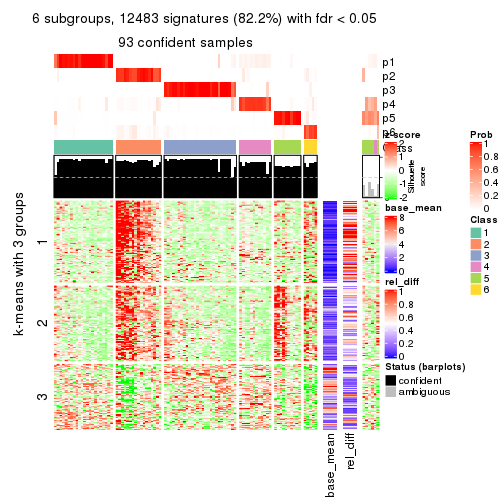 6 subgroups, 12483 signatures (82.2%) with fdr < 0.05
93 confident samples
p1
p2
p3
p4
p5
p6
Class
Silhouette
score
k-means with 3 groups
1
2
3
base_mean
rel_diff
z-score
2
1
0
-1
-2
base_mean
8
6
4
2
0
rel_diff
1
0.8
0.6
0.4
0.2
0
Status (barplots)
confident
ambiguous
Prob
1
0.8
0.6
0.4
0.2
0
Class
1
2
3
4
5
6